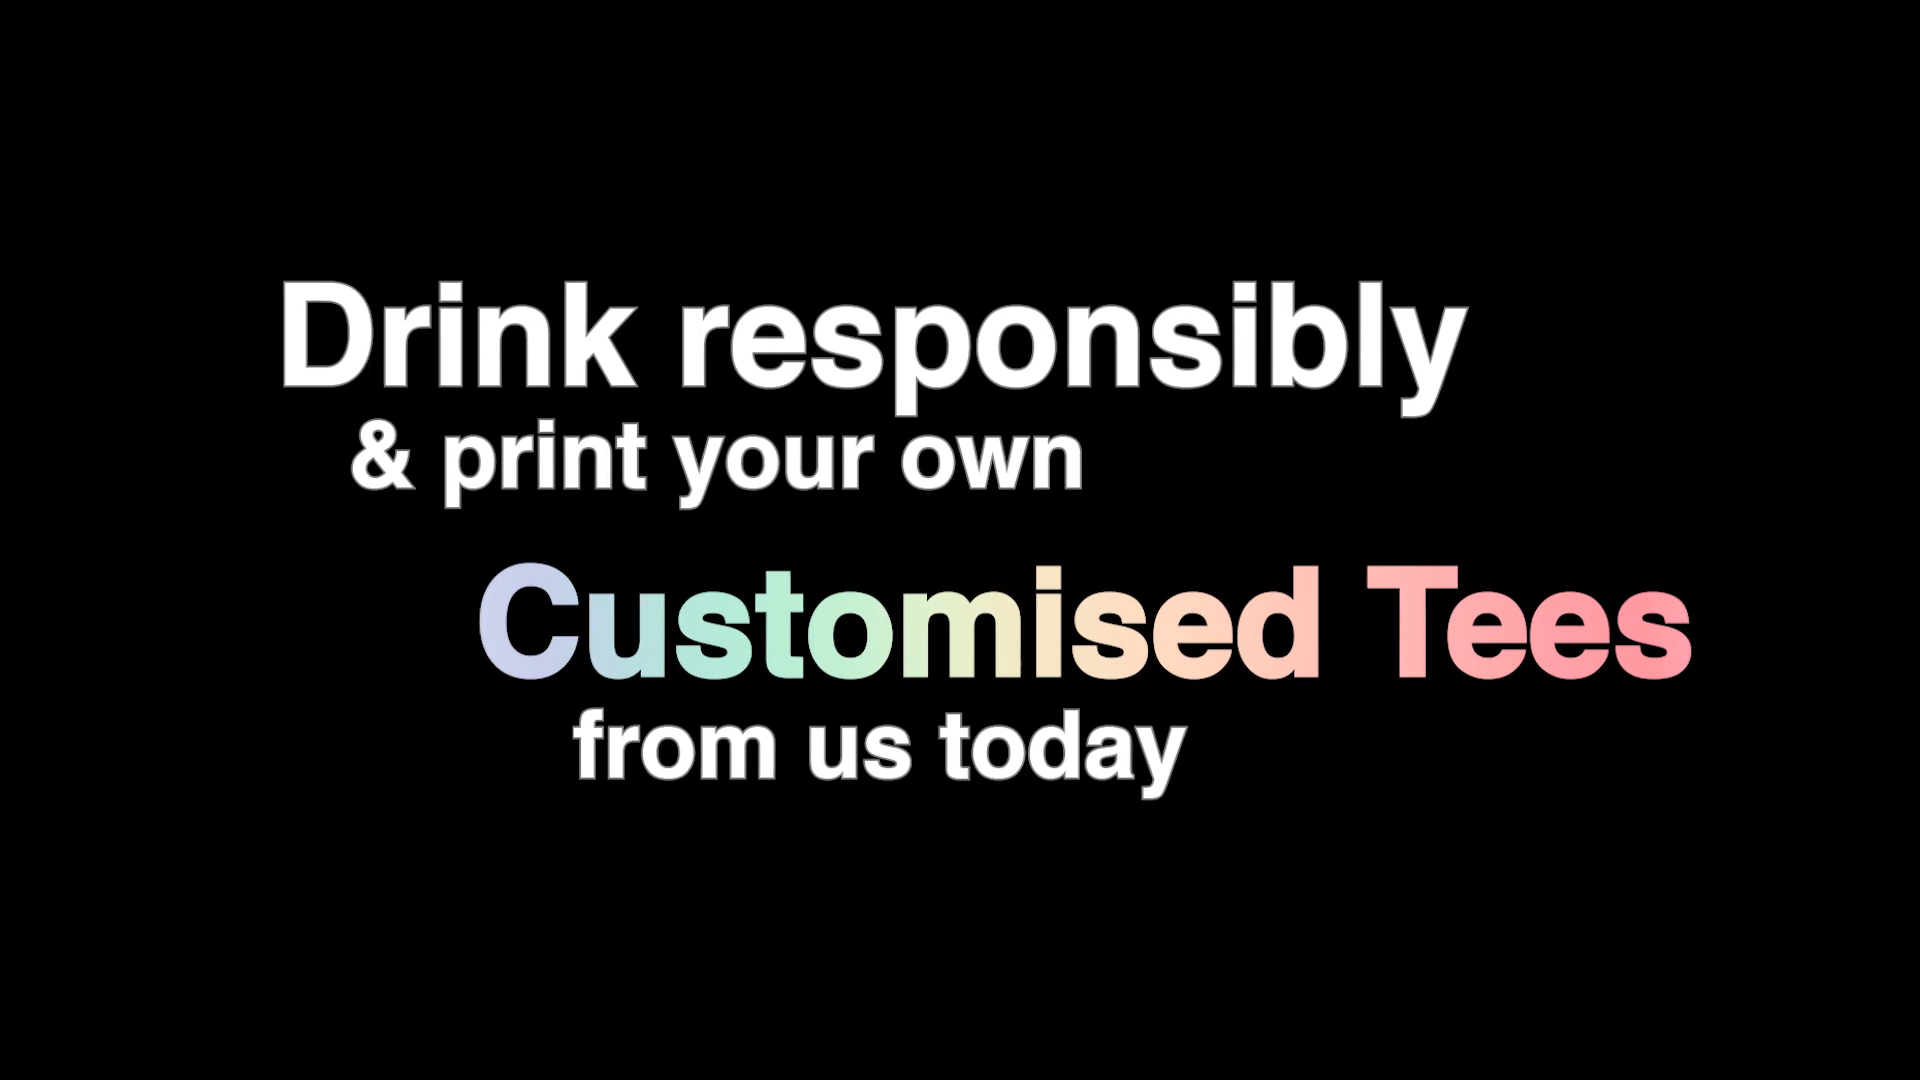 Drink responsibly
& print your own
Customised Tees
from us today